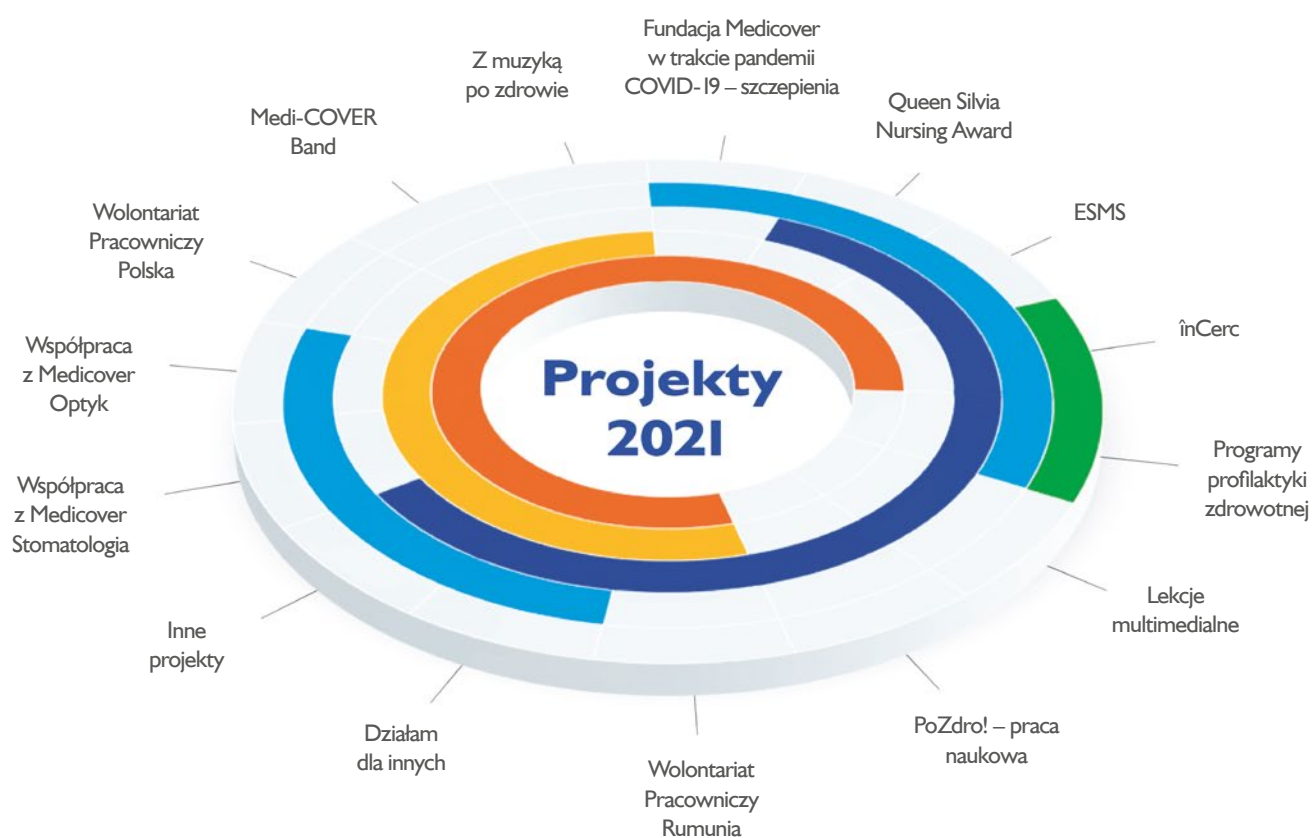 Fundacja Medicover
w trakcie pandemii
COVID-19 – szczepienia
Queen Silvia
Nursing Award
ESMS
înCerc
Programy
profilaktyki
zdrowotnej
Lekcje
multimedialne
PoZdro! – praca
naukowa
Wolontariat
Pracowniczy
Rumunia
Działam
dla innych
Inne
projekty
Współpraca
z Medicover
Stomatologia
Współpraca
z Medicover
Optyk
Wolontariat
Pracowniczy
Polska
Medi-COVER
Band
Z muzyką
po zdrowie
Projekty
2021